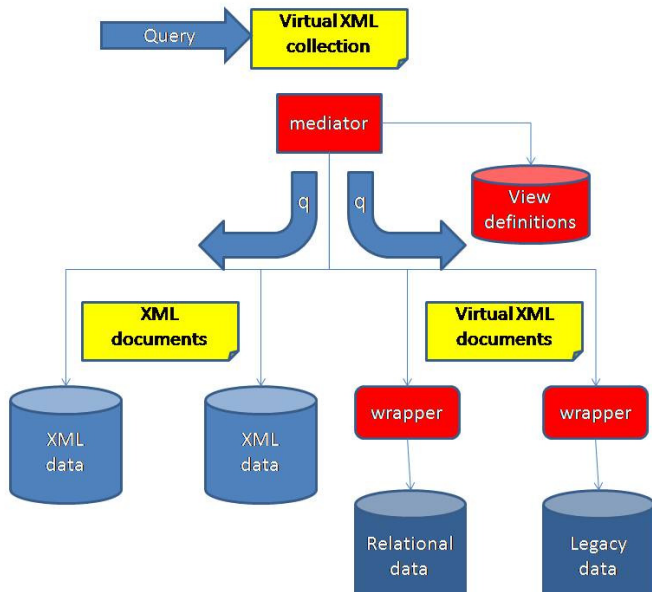 Query
Virtual XML
collection
mediator
q
q
View
definitions
XML
documents
Virtual XML
documents
wrapper
wrapper
XML
data
XML
data
Relational
data
Legacy
data